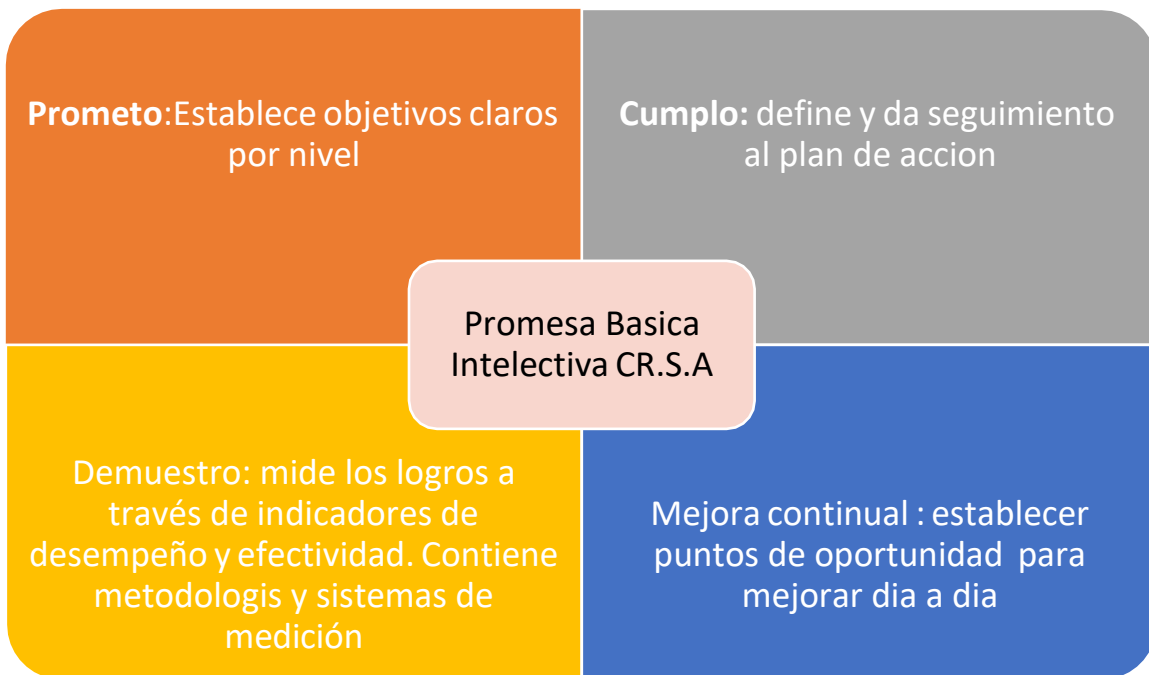 Prometo:Establece objetivos claros
por nivel
Cumplo: define y da seguimiento
al plan de accion
Promesa Basica
Intelectiva CR.S.A
Demuestro: mide los logros a
través de indicadores de
desempeño y efectividad. Contiene
metodologis y sistemas de
medición
Mejora continual : establecer
puntos de oportunidad  para
mejorar dia a dia